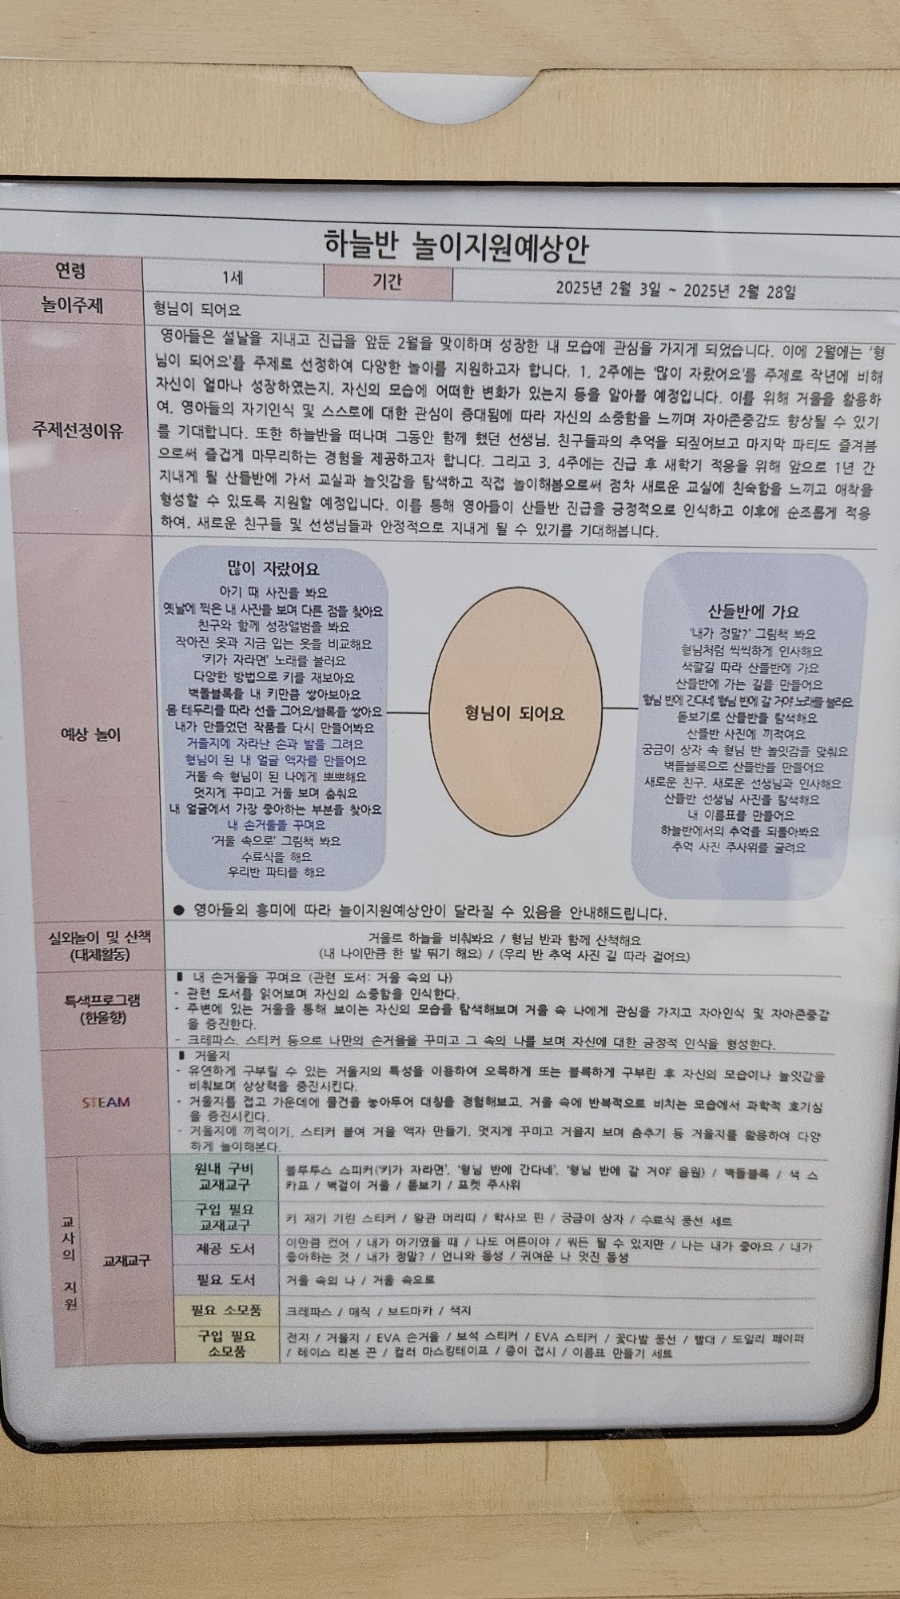 하늘반 놀이지원예상안
연령 1세 기간 2025년 2월 3일 ~ 2025년 2월 28일
놀이주제 형님이 되어요
주제선정이유
영아들은 설날을 지내고 진급을 앞둔 2월을 맞이하며 성장한 내 모습에 관심을 가지게 되었습니다. 이에 2월에는 '형
님이 되어요'를 주제로 선정하여 다양한 놀이를 지원하고자 합니다. 1, 2주에는 '많이 자랐어요'를 주제로 작년에 비해
자신이 얼마나 성장하였는지, 자신의 모습에 어떠한 변화가 있는지 등을 알아볼 예정입니다. 이를 위해 거울을 활용하
여, 영아들의 자기인식 및 스스로에 대한 관심이 증대됨에 따라 자신의 소중함을 느끼며 자아존중감도 향상될 수 있기
를 기대합니다. 또한 하늘반을 떠나며 그동안 함께 했던 선생님, 친구들과의 추억을 되짚어보고 마지막 파티도 즐겨봄
으로써 즐겁게 마무리하는 경험을 제공하고자 합니다. 그리고 3, 4주에는 진급 후 새학기 적응을 위해 앞으로 1년 간
지내게 될 산들반에 가서 교실과 놀잇감을 탐색하고 직접 놀이해봄으로써 점차 새로운 교실에 친숙함을 느끼고 애착을
형성할 수 있도록 지원할 예정입니다. 이를 통해 영아들이 산들반 진급을 긍정적으로 인식하고 이후에 순조롭게 적응
하여, 새로운 친구들 및 선생님들과 안정적으로 지내게 될 수 있기를 기대해봅니다.
예상 놀이
많이 자랐어요
아기 때 사진을 봐요
옛날에 찍은 내 사진을 보며 다른 점을 찾아요
친구와 함께 성장앨범을 봐요
작아진 옷과 지금 입는 옷을 비교해요
'키가 자라면' 노래를 불러요
다양한 방법으로 키를 재보아요
벽돌블록을 내 키만큼 쌓아보아요
몸 테두리를 따라 선을 그어요/블록을 쌓아요
내가 만들었던 작품을 다시 만들어봐요
거울지에 자라난 손과 발을 그려요
형님이 된 내 얼굴 액자를 만들어요
거울 속 형님이 된 나에게 뽀뽀해요
멋지게 꾸미고 거울 보며 춤춰요
내 얼굴에서 가장 좋아하는 부분을 찾아요
내 손거울을 꾸며요
'거울 속으로' 그림책 봐요
수료식을 해요
우리반 파티를 해요
형님이 되어요
산들반에 가요
'내가 정말?' 그림책 봐요
형님처럼 씩씩하게 인사해요
색깔길 따라 산들반에 가요
산들반에 가는 길을 만들어요
'형님 반에 간다네' '형님 반에 갈 거야' 노래를 불러요
돋보기로 산들반을 탐색해요
산들반 사진에 끼적여요
궁금이 상자 속 형님 반 놀잇감을 맞춰요
벽돌블록으로 산들반을 만들어요
새로운 친구, 새로운 선생님과 인사해요
산들반 선생님 사진을 탐색해요
내 이름표를 만들어요
하늘반에서의 추억을 되돌아봐요
추억 사진 주사위를 굴려요
● 영아들의 흥미에 따라 놀이지원예상안이 달라질 수 있음을 안내해드립니다.
실외놀이 및 산책
(대체활동)
거울로 하늘을 비춰봐요 / 형님 반과 함께 산책해요
(내 나이만큼 한 발 뛰기 해요) / (우리 반 추억 사진 길 따라 걸어요)
특색프로그램
(한울향)
▮ 내 손거울을 꾸며요 (관련 도서: 거울 속의 나)
- 관련 도서를 읽어보며 자신의 소중함을 인식한다.
- 주변에 있는 거울을 통해 보이는 자신의 모습을 탐색해보며 거울 속 나에게 관심을 가지고 자아인식 및 자아존중감
을 증진한다.
- 크레파스, 스티커 등으로 나만의 손거울을 꾸미고 그 속의 나를 보며 자신에 대한 긍정적 인식을 형성한다.
STEAM
▮ 거울지
- 유연하게 구부릴 수 있는 거울지의 특성을 이용하여 오목하게 또는 볼록하게 구부린 후 자신의 모습이나 놀잇감을
비춰보며 상상력을 증진시킨다.
- 거울지를 접고 가운데에 물건을 놓아두어 대칭을 경험해보고, 거울 속에 반복적으로 비치는 모습에서 과학적 호기심
을 증진시킨다.
- 거울지에 끼적이기, 스티커 붙여 거울 액자 만들기, 멋지게 꾸미고 거울지 보며 춤추기 등 거울지를 활용하여 다양
하게 놀이해본다.
교사의 지원
교재교구
원내 구비
교재교구
블루투스 스피커('키가 자라면', '형님 반에 간다네', '형님 반에 갈 거야' 음원) / 벽돌블록 / 색 스
카프 / 벽걸이 거울 / 돋보기 / 포켓 주사위
구입 필요
교재교구
키 재기 기린 스티커 / 왕관 머리띠 / 학사모 핀 / 궁금이 상자 / 수료식 풍선 세트
제공 도서
이만큼 컸어 / 내가 아기였을 때 / 나도 어른이야 / 뭐든 될 수 있지만 / 나는 내가 좋아요 / 내가
좋아하는 것 / 내가 정말? / 언니와 동생 / 귀여운 나 멋진 동생
필요 도서
거울 속의 나 / 거울 속으로
필요 소모품
크레파스 / 매직 / 보드마카 / 색지
구입 필요
소모품
전지 / 거울지 / EVA 손거울 / 보석 스티커 / EVA 스티커 / 꽃다발 풍선 / 빨대 / 도일리 페이퍼
/ 레이스 리본 끈 / 컬러 마스킹테이프 / 종이 접시 / 이름표 만들기 세트